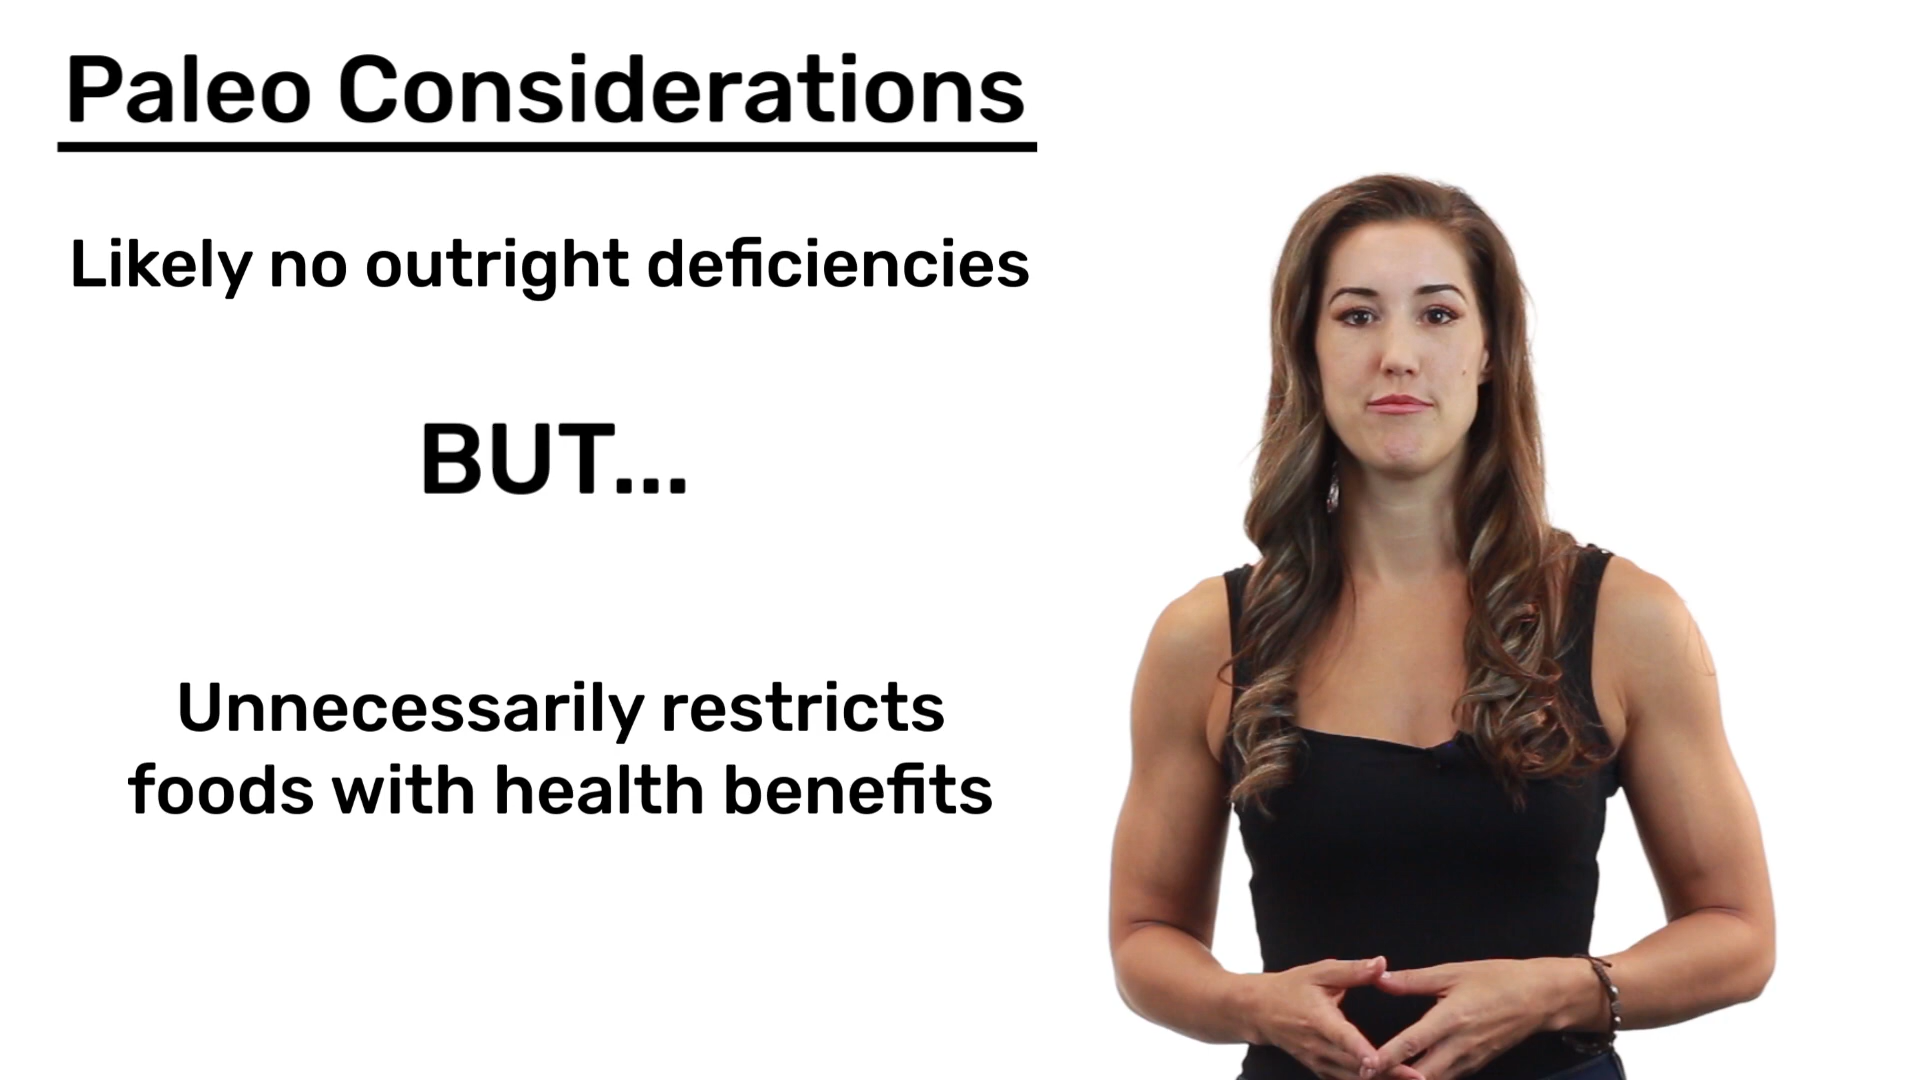 Paleo Considerations
Likely no outright deficiencies
BUT...
Unnecessarily restricts
foods with health benefits